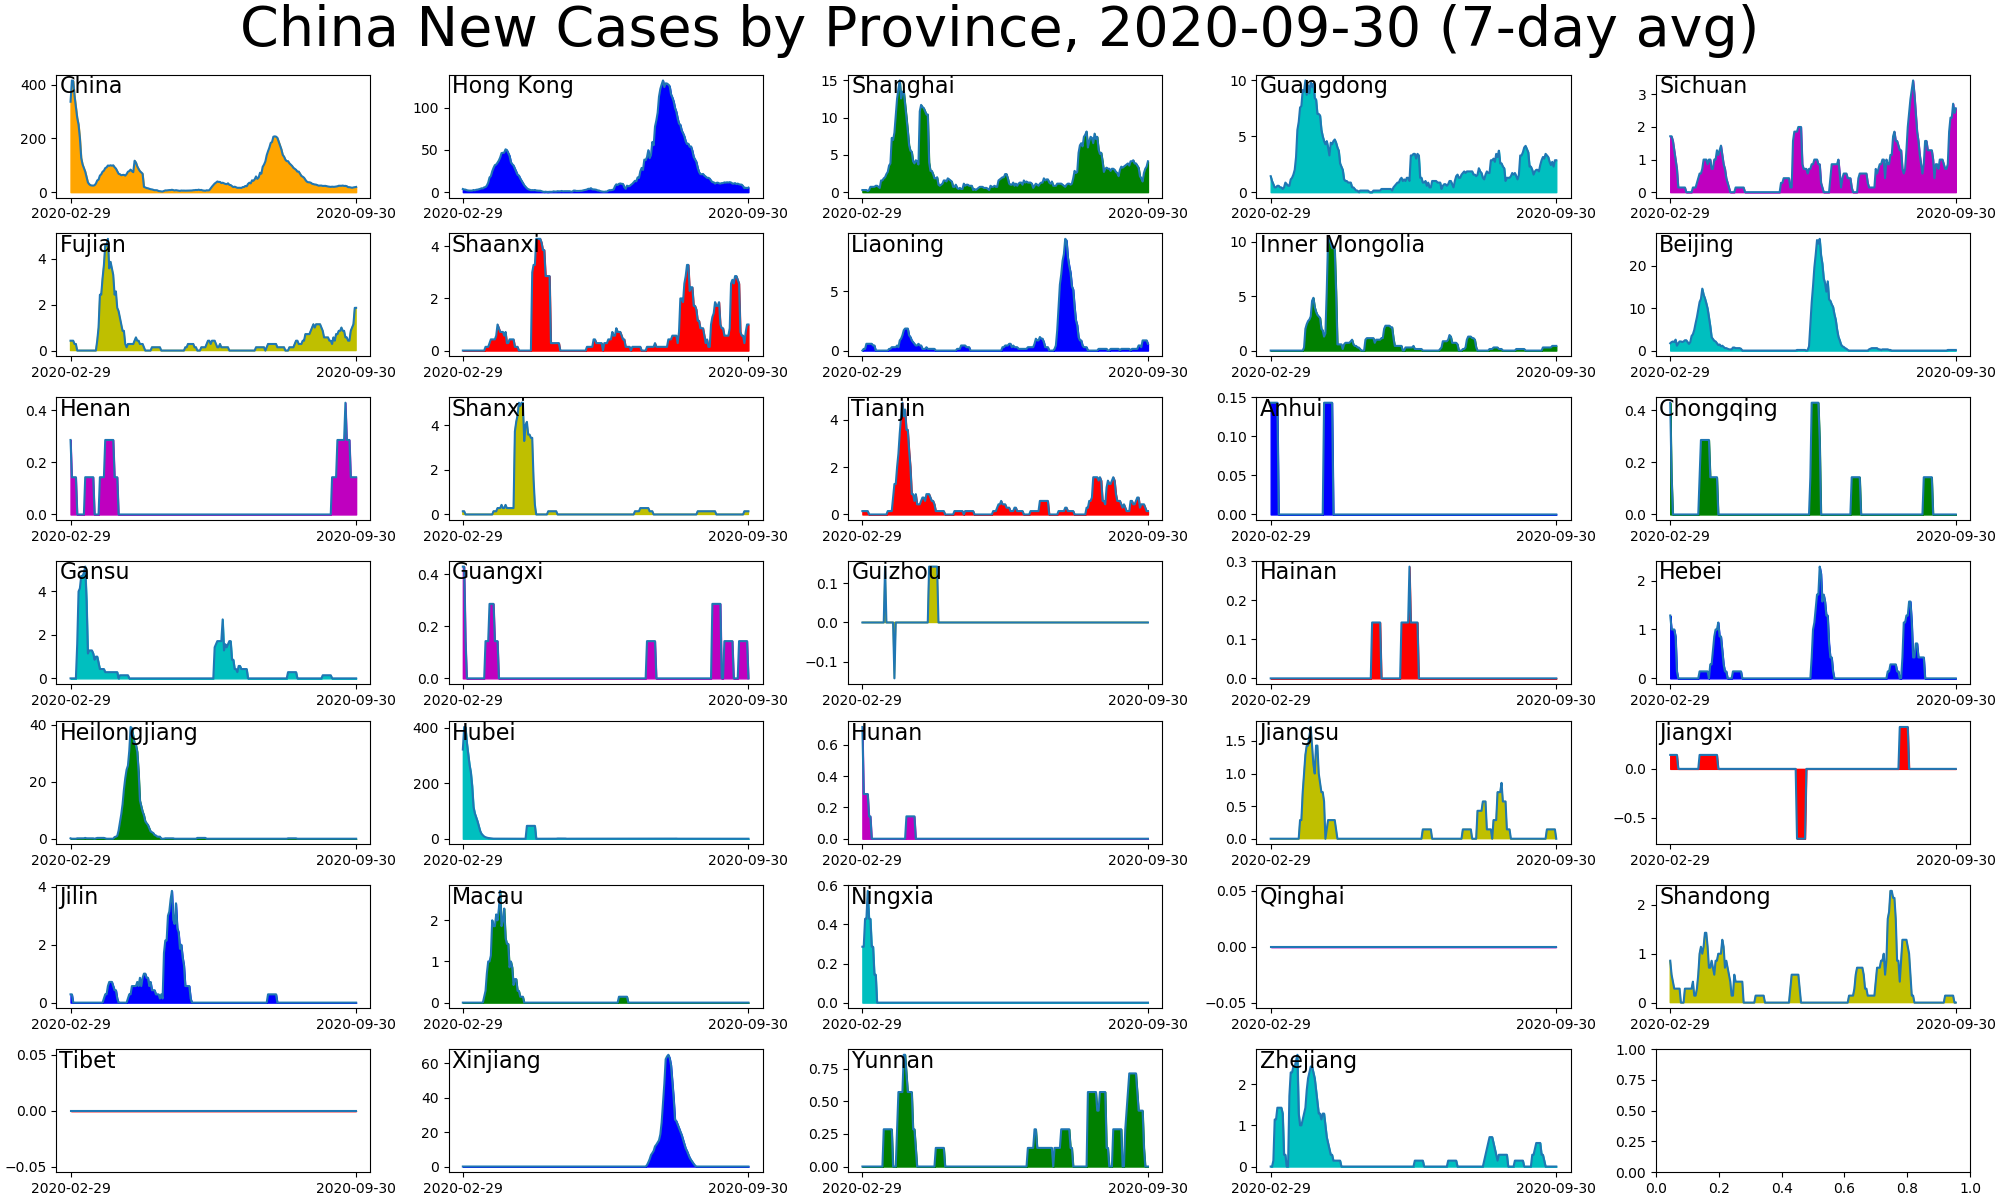 China New Cases by Province, 2020-09-30 (7-day avg)
China Hong Kong Shanghai Guangdong Sichuan
400 200 0
100 50 0
15 10 5 0
10 5 0
3 2 1 0
2020-02-29 2020-09-30 2020-02-29 2020-09-30 2020-02-29 2020-09-30 2020-02-29 2020-09-30 2020-02-29 2020-09-30
Fujian Shaanxi Liaoning Inner Mongolia Beijing
4 2 0
4 2 0
5 0
10 5 0
20 10 0
2020-02-29 2020-09-30 2020-02-29 2020-09-30 2020-02-29 2020-09-30 2020-02-29 2020-09-30 2020-02-29 2020-09-30
Henan Shanxi Tianjin Anhui Chongqing
0.4 0.2 0.0
4 2 0
4 2 0
0.15 0.10 0.05 0.00
0.4 0.2 0.0
2020-02-29 2020-09-30 2020-02-29 2020-09-30 2020-02-29 2020-09-30 2020-02-29 2020-09-30 2020-02-29 2020-09-30
Gansu Guangxi Guizhou Hainan Hebei
4 2 0
0.4 0.2 0.0
0.1 0.0 −0.1
0.3 0.2 0.1 0.0
2 1 0
2020-02-29 2020-09-30 2020-02-29 2020-09-30 2020-02-29 2020-09-30 2020-02-29 2020-09-30 2020-02-29 2020-09-30
Heilongjiang Hubei Hunan Jiangsu Jiangxi
40 20 0
400 200 0
0.6 0.4 0.2 0.0
1.5 1.0 0.5 0.0
0.0 −0.5
2020-02-29 2020-09-30 2020-02-29 2020-09-30 2020-02-29 2020-09-30 2020-02-29 2020-09-30 2020-02-29 2020-09-30
Jilin Macau Ningxia Qinghai Shandong
4 2 0
2 1 0
0.6 0.4 0.2 0.0
0.05 0.00 −0.05
2 1 0
2020-02-29 2020-09-30 2020-02-29 2020-09-30 2020-02-29 2020-09-30 2020-02-29 2020-09-30 2020-02-29 2020-09-30
Tibet Xinjiang Yunnan Zhejiang
0.05 0.00 −0.05
60 40 20 0
0.75 0.50 0.25 0.00
2 1 0
1.00 0.75 0.50 0.25 0.00
2020-02-29 2020-09-30 2020-02-29 2020-09-30 2020-02-29 2020-09-30 2020-02-29 2020-09-30 0.0 0.2 0.4 0.6 0.8 1.0